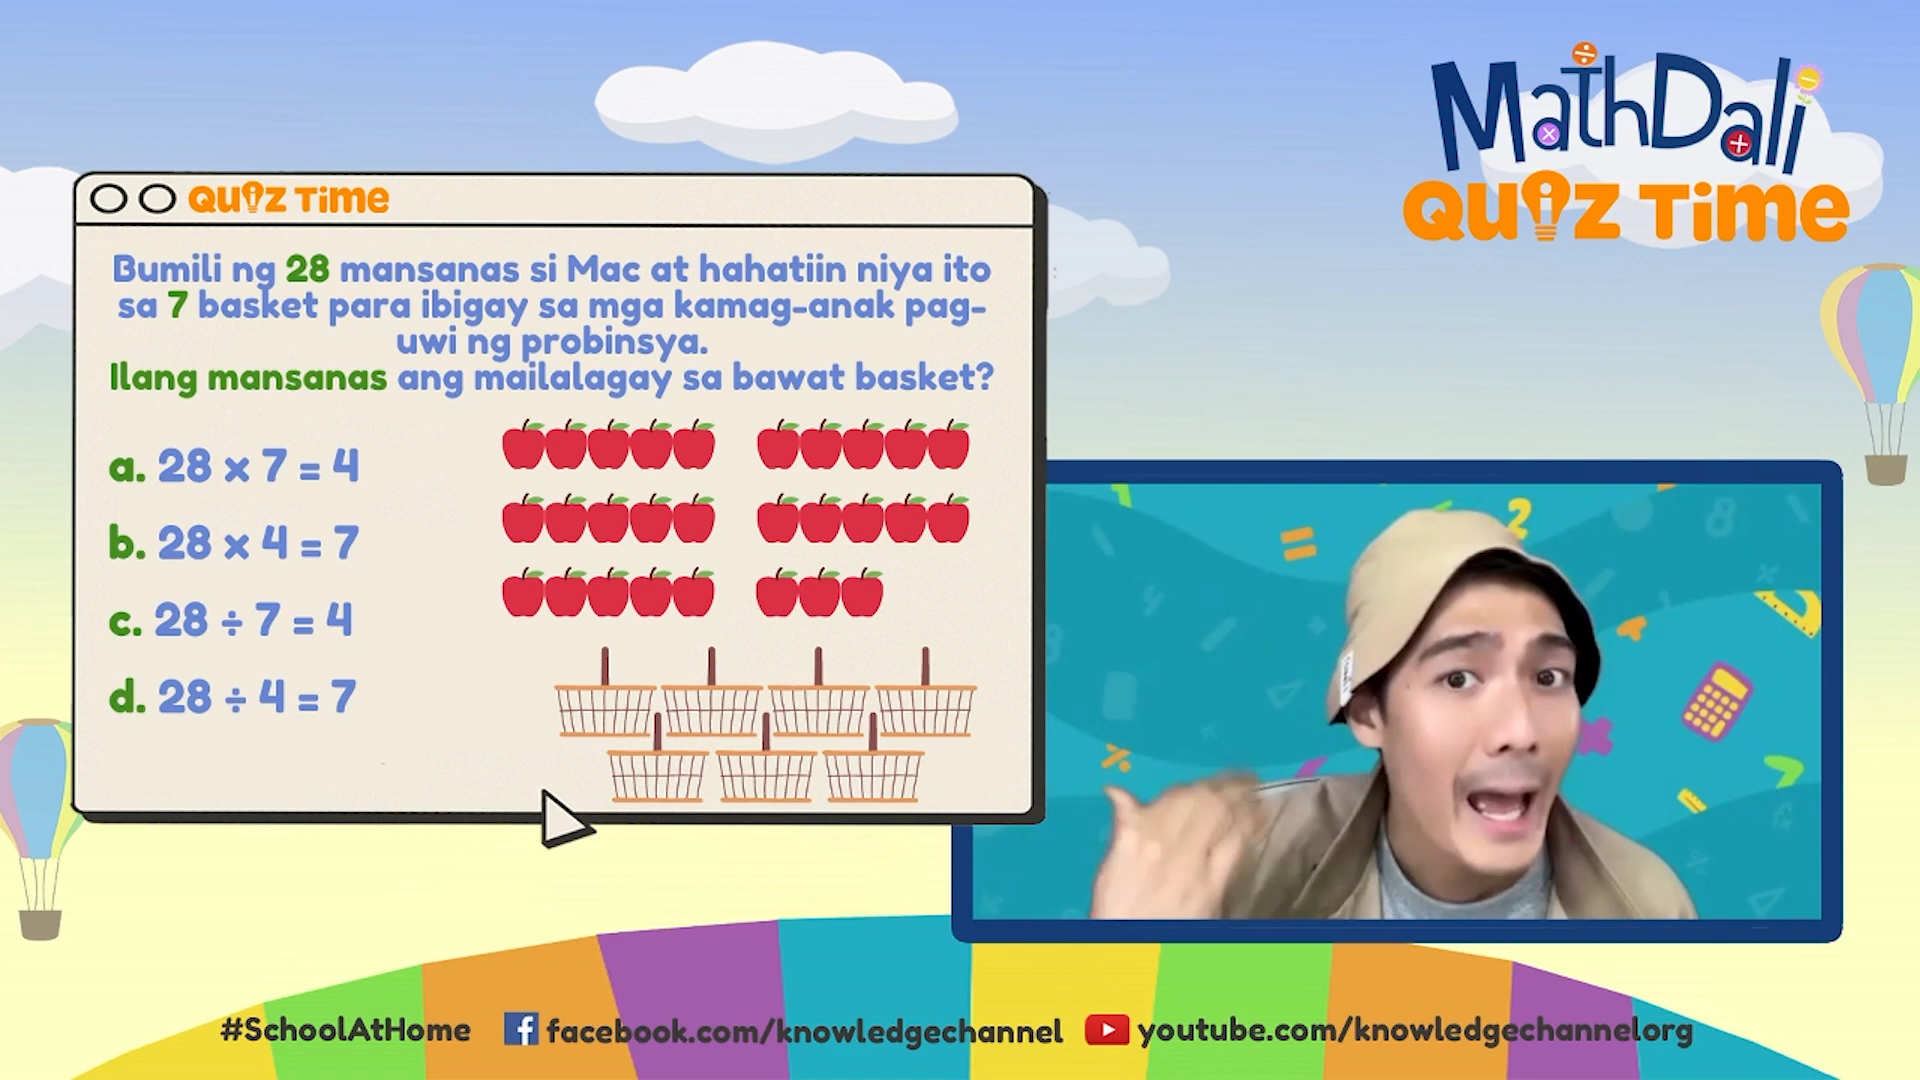 MathDali
QUIZ TIME
QUIZ TIME
Bumili ng 28 mansanas si Mac at hahatiin niya ito
sa 7 basket para ibigay sa mga kamag-anak pag-
uwi ng probinsya.
Ilang mansanas ang mailalagay sa bawat basket?
a. 28 x 7 = 4
b. 28 x 4 = 7
c. 28 ÷ 7 = 4
d. 28 ÷ 4 = 7
#SchoolAtHome facebook.com/knowledgechannel youtube.com/knowledgechannelorg